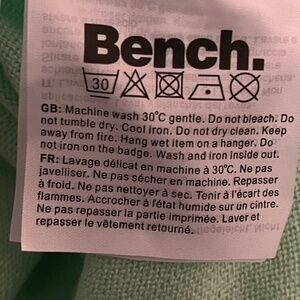 Bench.
30
GB: Machine wash 30°C gentle. Do not bleach. Do
not tumble dry. Cool iron. Do not dry clean. Keep
away from fire. Hang wet item on a hanger. Do
not iron on the badge. Wash and iron inside out.
FR: Lavage délicat en machine à 30°C. Ne pas
javelliser. Ne pas sécher en machine. Repasser
à froid. Ne pas nettoyer à sec. Tenir à l'écart des
flammes. Accrocher à l'état humide sur un cintre.
Ne pas repasser la partie imprimée. Laver et
repasser le vêtement retourné.